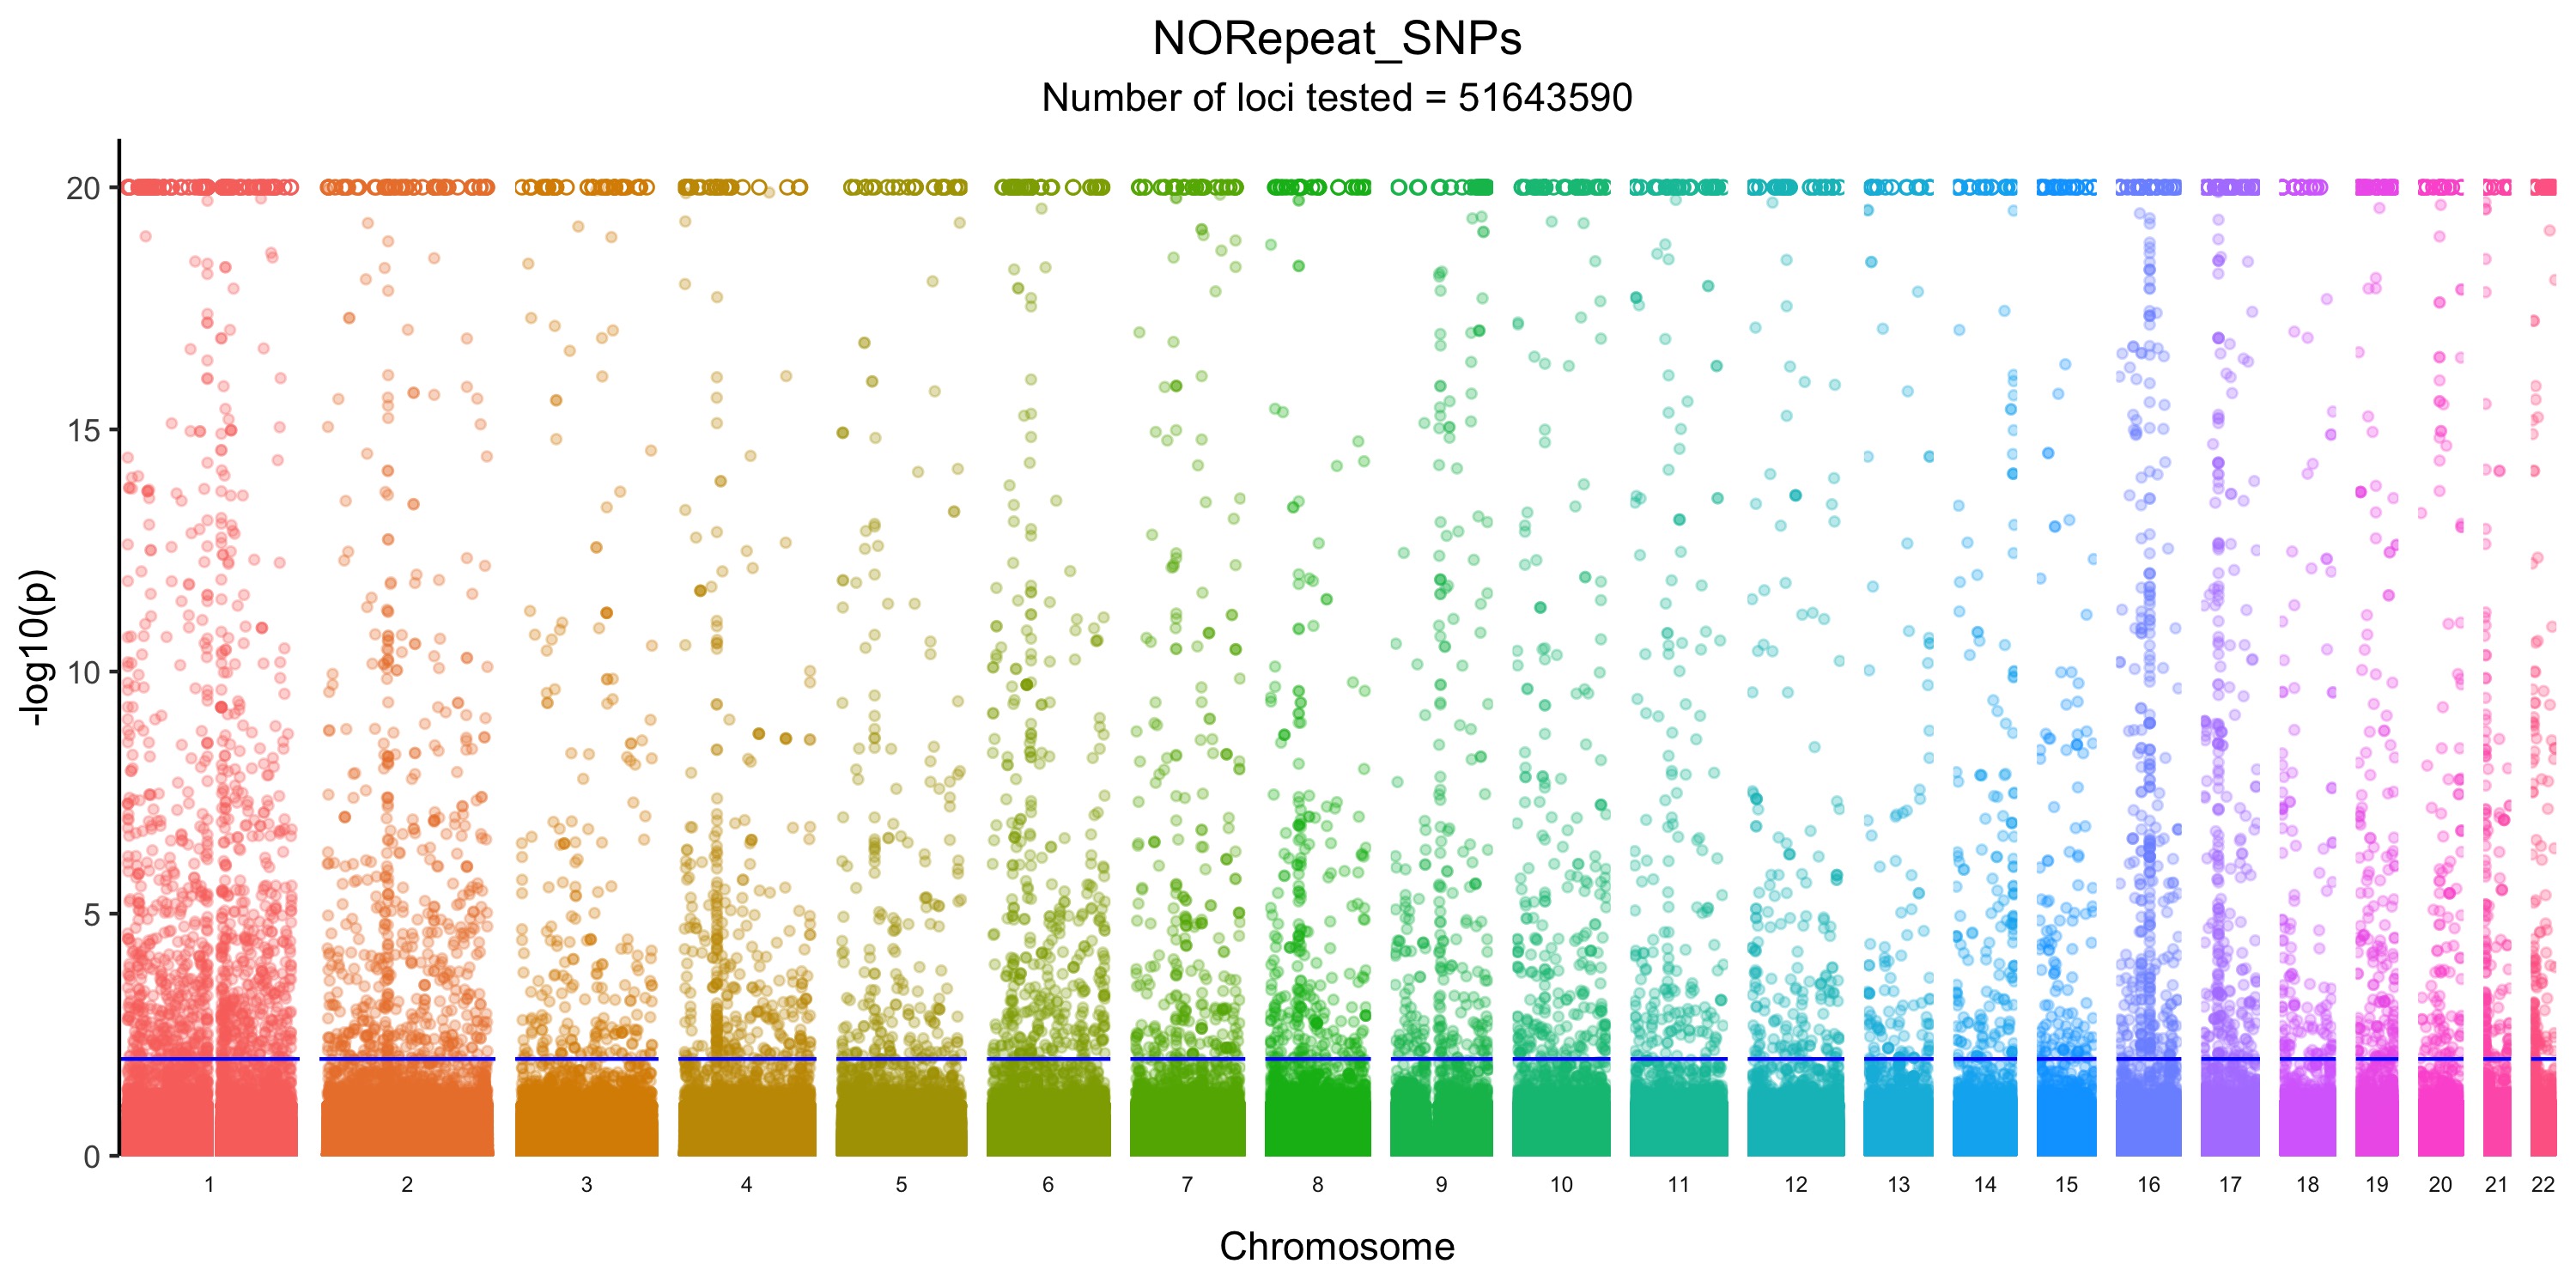 NORepeat_SNPs
Number of loci tested = 51643590
20
15
10
5
0
-log10(p)
1 2 3 4 5 6 7 8 9 10 11 12 13 14 15 16 17 18 19 20 21 22
Chromosome